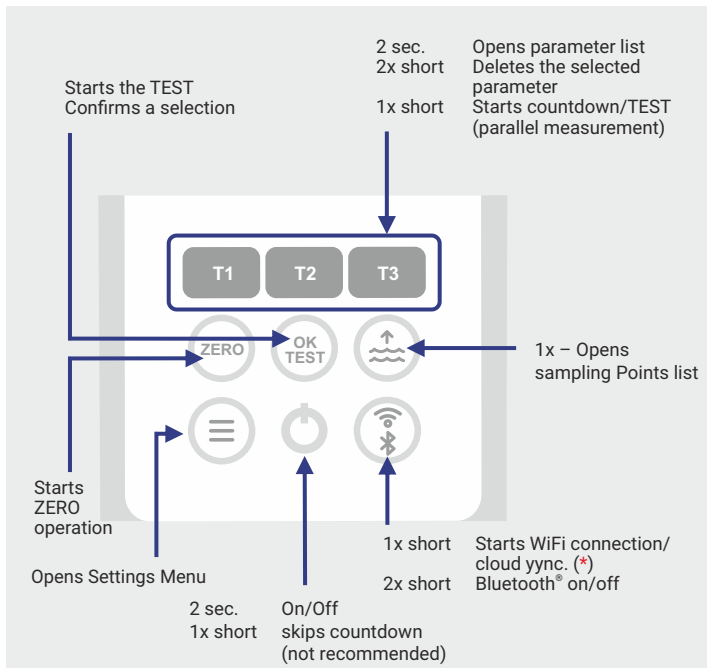 2 sec. Opens parameter list
2x short Deletes the selected
parameter
1x short Starts countdown/TEST
(parallel measurement)
Starts the TEST
Confirms a selection
T1 T2 T3
ZERO
OK
TEST
1x – Opens
sampling Points list
Starts
ZERO
operation
Opens Settings Menu
1x short Starts WiFi connection/
cloud yync. (*)
2x short Bluetooth® on/off
2 sec. On/Off
1x short skips countdown
(not recommended)